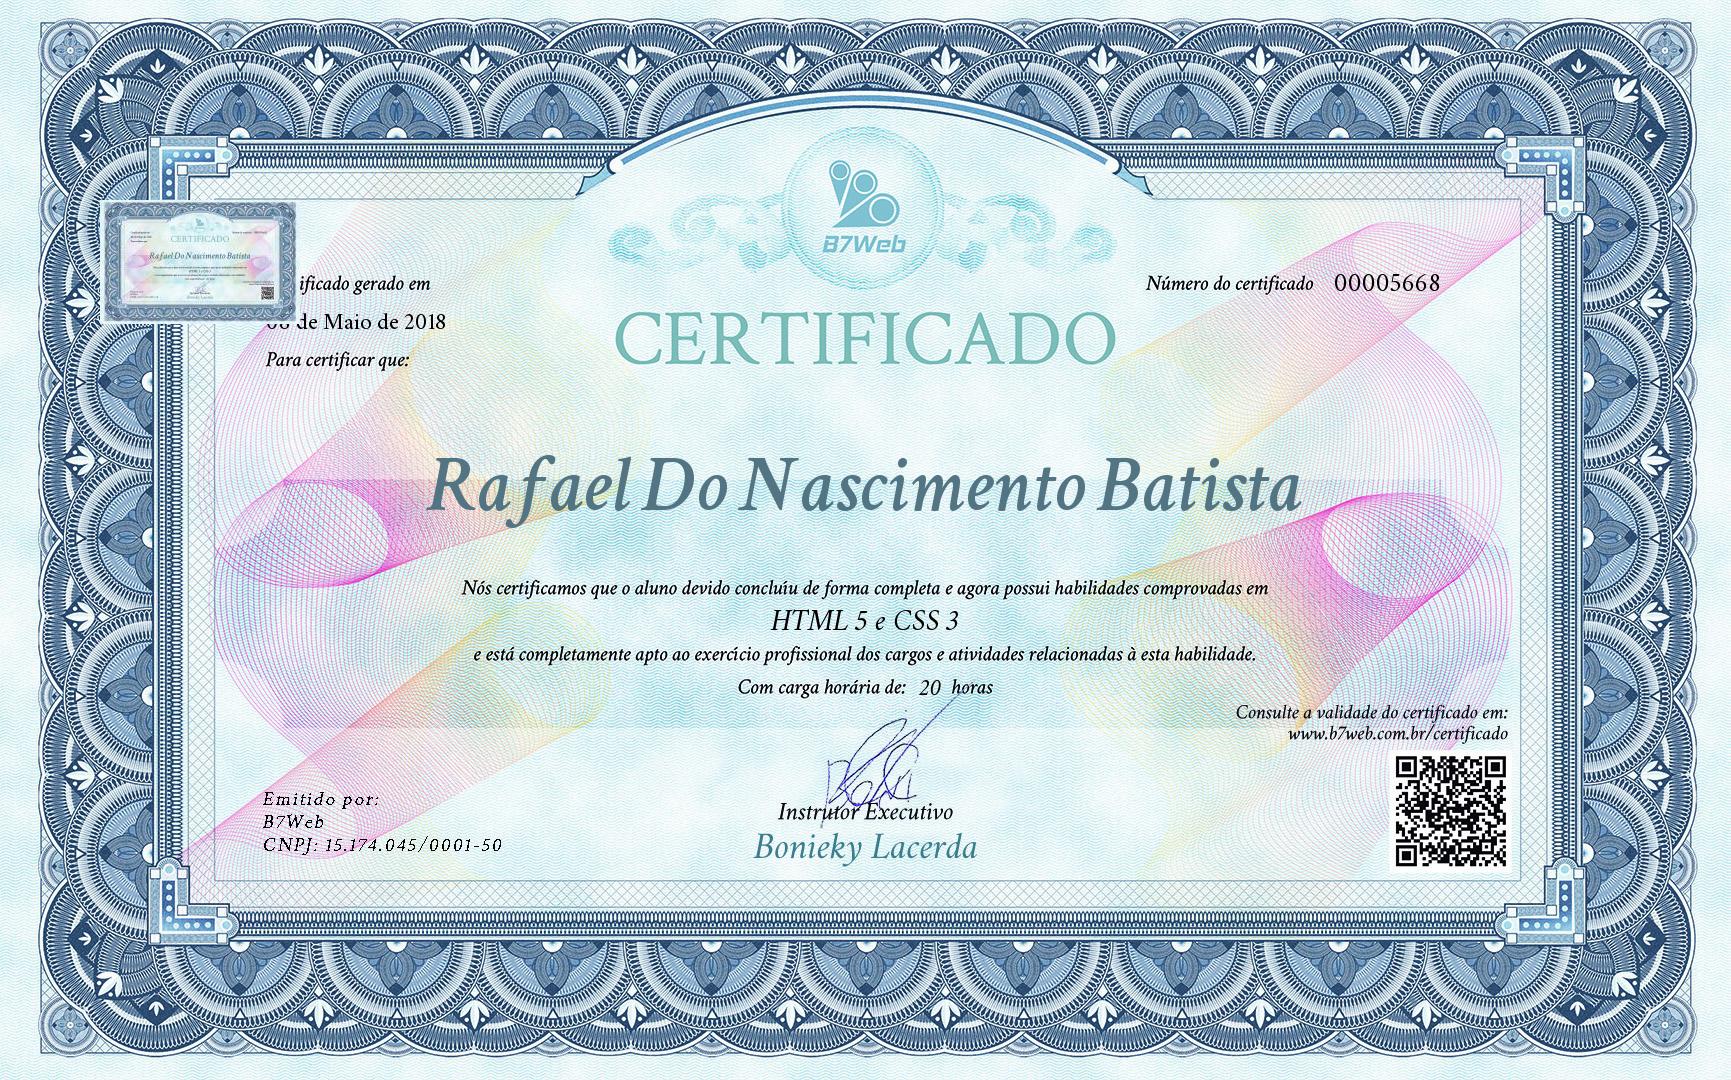 B7Web
ificado gerado em
Número do certificado 00005668
de Maio de 2018
CERTIFICADO
Para certificar que:
Rafael Do Nascimento Batista
Nós certificamos que o aluno devido concluíu de forma completa e agora possui habilidades comprovadas em
HTML 5 e CSS 3
e está completamente apto ao exercício profissional dos cargos e atividades relacionadas à esta habilidade.
Com carga horária de: 20 horas
Consulte a validade do certificado em:
www.b7web.com.br/certificado
Emitido por:
B7Web
CNPJ: 15.174.045/0001-50
Instrutor Executivo
Bonieky Lacerda
CERTIFICADO
Rafael Do Nascimento Batista